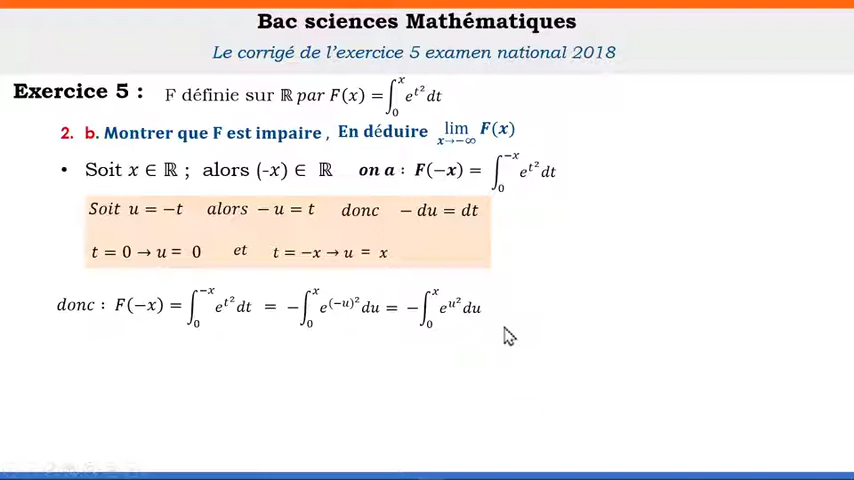 Bac sciences Mathématiques
Le corrigé de l'exercice 5 examen national 2018
Exercice 5 : F définie sur ℝ par F(x) = ∫₀ˣ e^{t²} dt
2. b. Montrer que F est impaire , En déduire lim_{x→−∞} F(x)
• Soit x ∈ ℝ ; alors (-x) ∈ ℝ on a : F(−x) = ∫₀^{−x} e^{t²} dt
Soit u = −t alors − u = t donc − du = dt
t = 0 → u = 0 et t = −x → u = x
donc : F(−x) = ∫₀^{−x} e^{t²} dt = − ∫₀ˣ e^{(−u)²} du = − ∫₀ˣ e^{u²} du